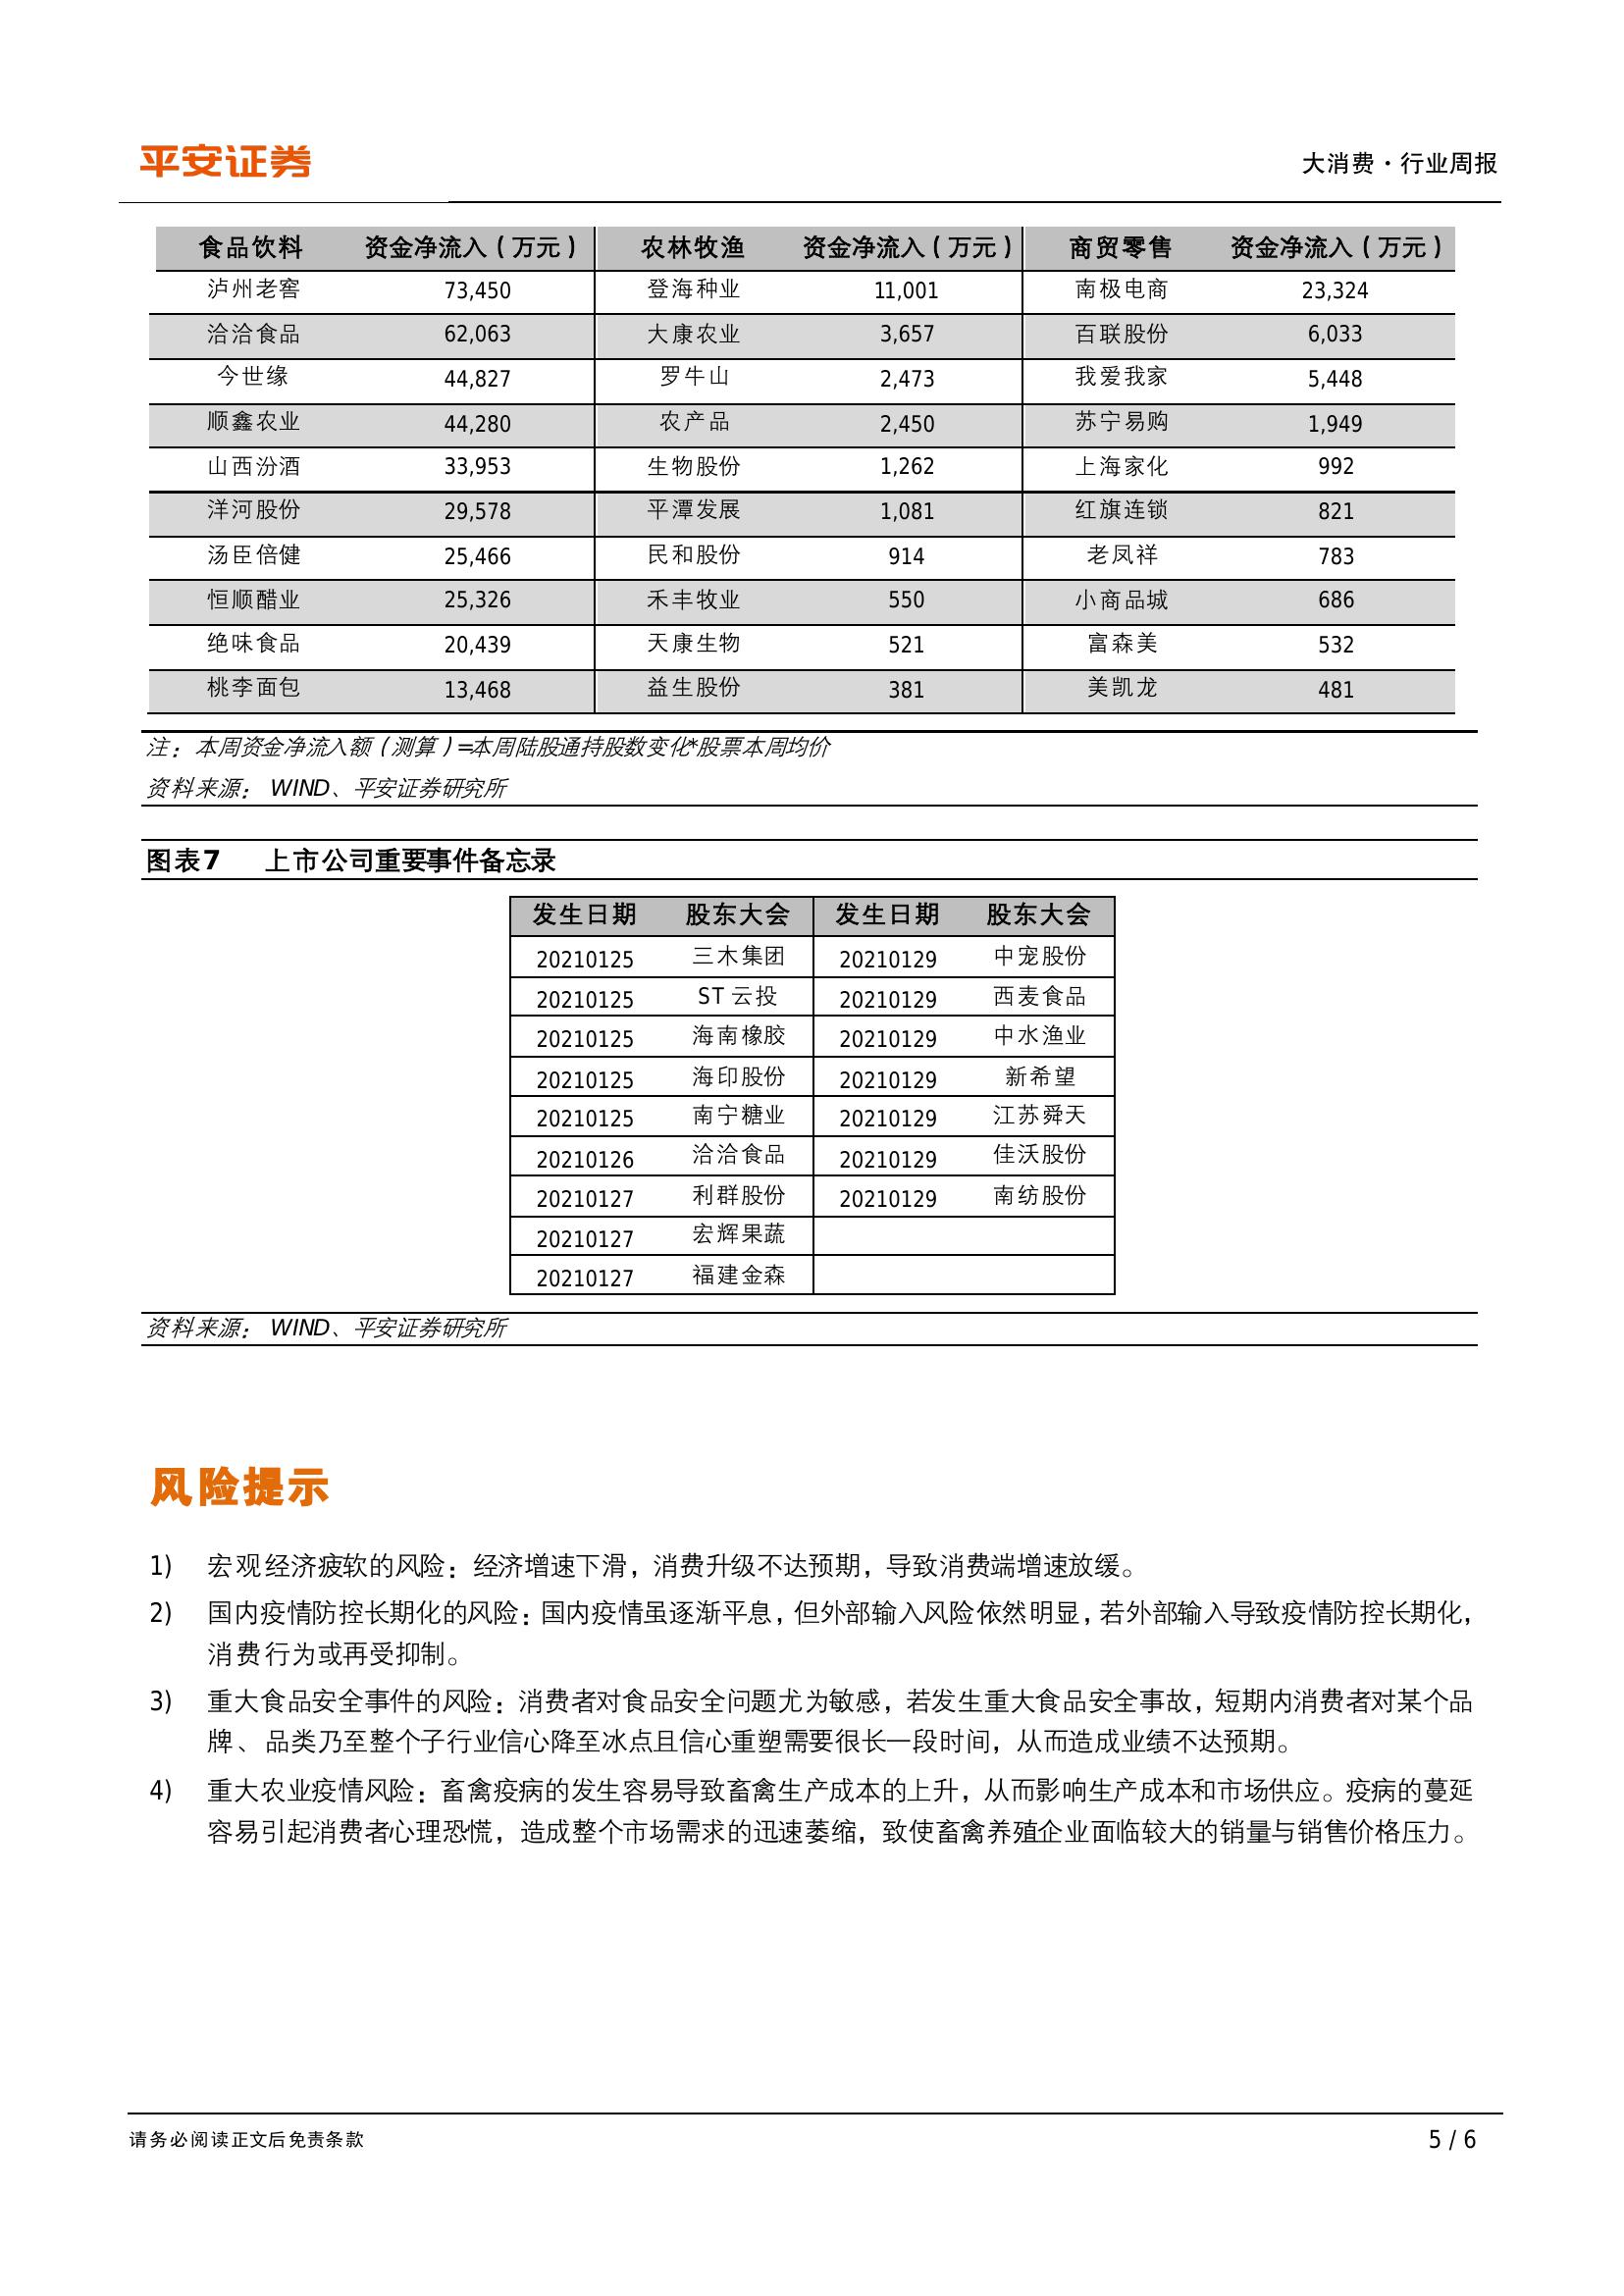 平安证券
大消费·行业周报
食品饮料 资金净流入（万元） 农林牧渔 资金净流入（万元） 商贸零售 资金净流入（万元）
泸州老窖 73,450 登海种业 11,001 南极电商 23,324
洽洽食品 62,063 大康农业 3,657 百联股份 6,033
今世缘 44,827 罗牛山 2,473 我爱我家 5,448
顺鑫农业 44,280 农产品 2,450 苏宁易购 1,949
山西汾酒 33,953 生物股份 1,262 上海家化 992
洋河股份 29,578 平潭发展 1,081 红旗连锁 821
汤臣倍健 25,466 民和股份 914 老凤祥 783
恒顺醋业 25,326 禾丰牧业 550 小商品城 686
绝味食品 20,439 天康生物 521 富森美 532
桃李面包 13,468 益生股份 381 美凯龙 481
注：本周资金净流入额（测算）=本周陆股通持股数变化*股票本周均价
资料来源： WIND、平安证券研究所
图表7 上市公司重要事件备忘录
发生日期 股东大会 发生日期 股东大会
20210125 三木集团 20210129 中宠股份
20210125 ST 云投 20210129 西麦食品
20210125 海南橡胶 20210129 中水渔业
20210125 海印股份 20210129 新希望
20210125 南宁糖业 20210129 江苏舜天
20210126 洽洽食品 20210129 佳沃股份
20210127 利群股份 20210129 南纺股份
20210127 宏辉果蔬
20210127 福建金森
资料来源： WIND、平安证券研究所
风险提示
1) 宏观经济疲软的风险：经济增速下滑，消费升级不达预期，导致消费端增速放缓。
2) 国内疫情防控长期化的风险：国内疫情虽逐渐平息，但外部输入风险依然明显，若外部输入导致疫情防控长期化，
消费行为或再受抑制。
3) 重大食品安全事件的风险：消费者对食品安全问题尤为敏感，若发生重大食品安全事故，短期内消费者对某个品
牌、品类乃至整个子行业信心降至冰点且信心重塑需要很长一段时间，从而造成业绩不达预期。
4) 重大农业疫情风险：畜禽疫病的发生容易导致畜禽生产成本的上升，从而影响生产成本和市场供应。疫病的蔓延
容易引起消费者心理恐慌，造成整个市场需求的迅速萎缩，致使畜禽养殖企业面临较大的销量与销售价格压力。
请务必阅读正文后免责条款
5 / 6